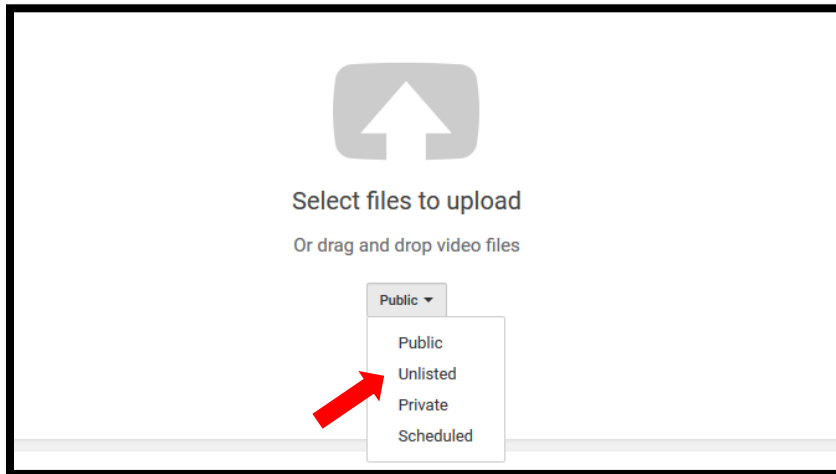 Select files to upload
Or drag and drop video files
Public
Public
Unlisted
Private
Scheduled